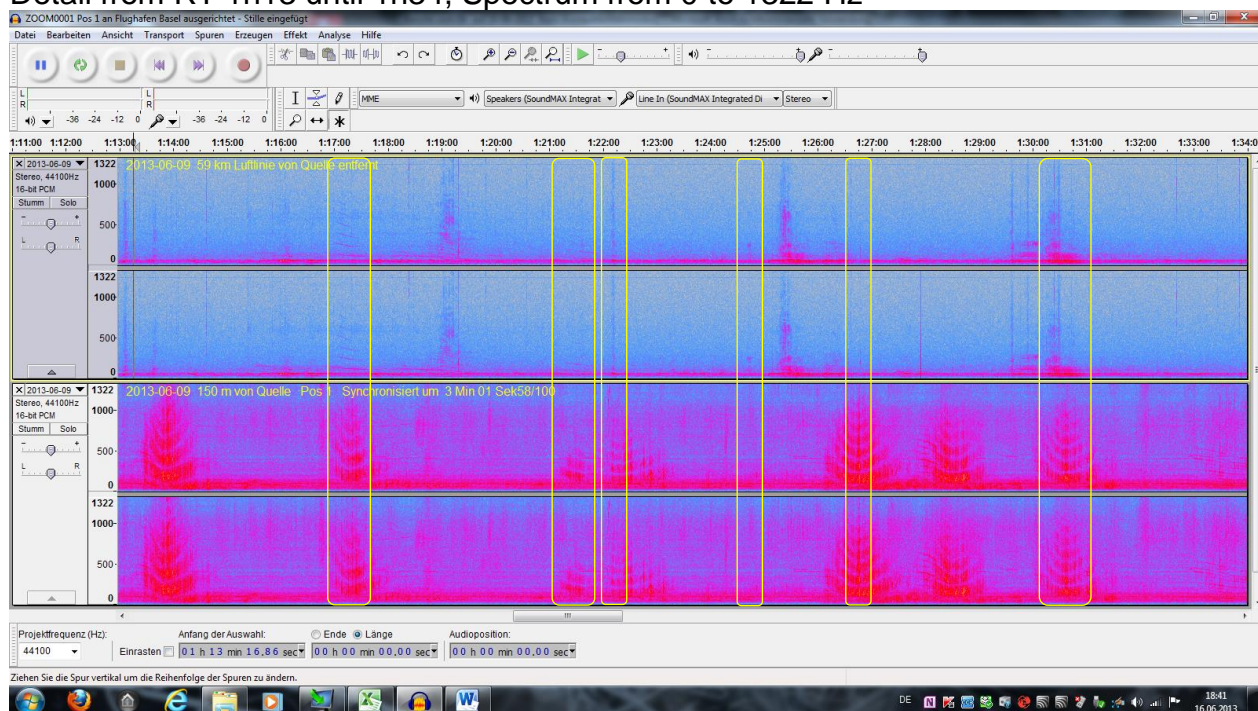 Detail from RT 1h13 until 1h34, Spectrum from 0 to 1322 Hz
ZOOM0001 Pos 1 an Flughafen Basel ausgerichtet - Stille eingefügt
Datei Bearbeiten Ansicht Transport Spuren Erzeugen Effekt Analyse Hilfe
L
R
L
R
MME
Speakers (SoundMAX Integrat
Line In (SoundMAX Integrated Di
Stereo
-36 -24 -12 0
-36 -24 -12 0
1:11:00 1:12:00 1:13:00 1:14:00 1:15:00 1:16:00 1:17:00 1:18:00 1:19:00 1:20:00 1:21:00 1:22:00 1:23:00 1:24:00 1:25:00 1:26:00 1:27:00 1:28:00 1:29:00 1:30:00 1:31:00 1:32:00 1:33:00 1:34:0
2013-06-09
Stereo, 44100Hz
16-bit PCM
Stumm Solo
- +
L R
1322
1000
500
0
1322
1000
500
0
2013-06-09 59 km Luftlinie von Quelle entfernt
2013-06-09
Stereo, 44100Hz
16-bit PCM
Stumm Solo
- +
L R
1322
1000
500
0
1322
1000
500
0
2013-06-09 150 m von Quelle Pos 1 Synchronisiert um 3 Min 01 Sek58/100
Projektfrequenz (Hz):
44100
Anfang der Auswahl:
Einrasten
01 h 13 min 16,86 sec
Ende Länge
00 h 00 min 00,00 sec
Audioposition:
00 h 00 min 00,00 sec
Ziehen Sie die Spur vertikal um die Reihenfolge der Spuren zu ändern.
DE
18:41
16.06.2013